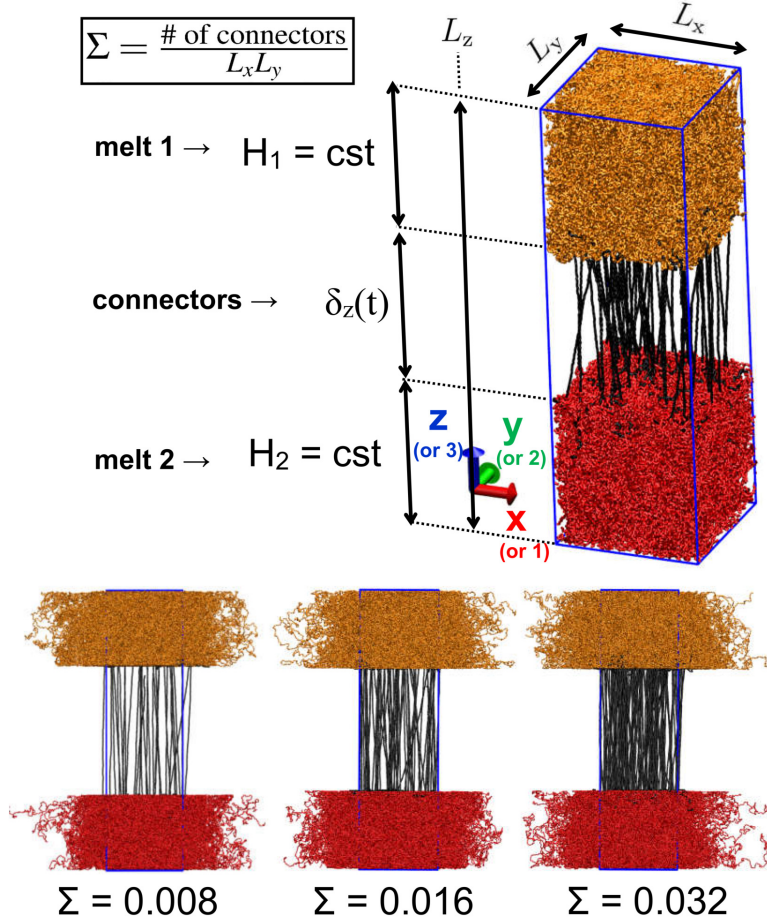 Σ = # of connectors / LxLy
Lz
Ly
Lx
melt 1 → H1 = cst
connectors → δz(t)
melt 2 → H2 = cst
z
(or 3)
y
(or 2)
x
(or 1)
Σ = 0.008
Σ = 0.016
Σ = 0.032